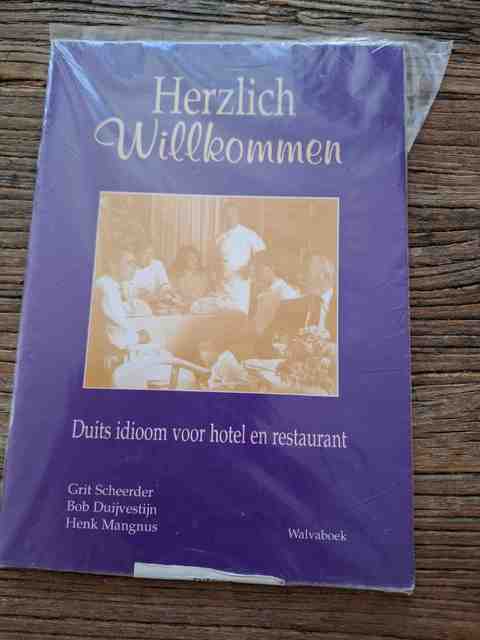 Herzlich
Willkommen
Duits idioom voor hotel en restaurant
Grit Scheerder
Bob Duijvestijn
Henk Mangnus
Walvaboek